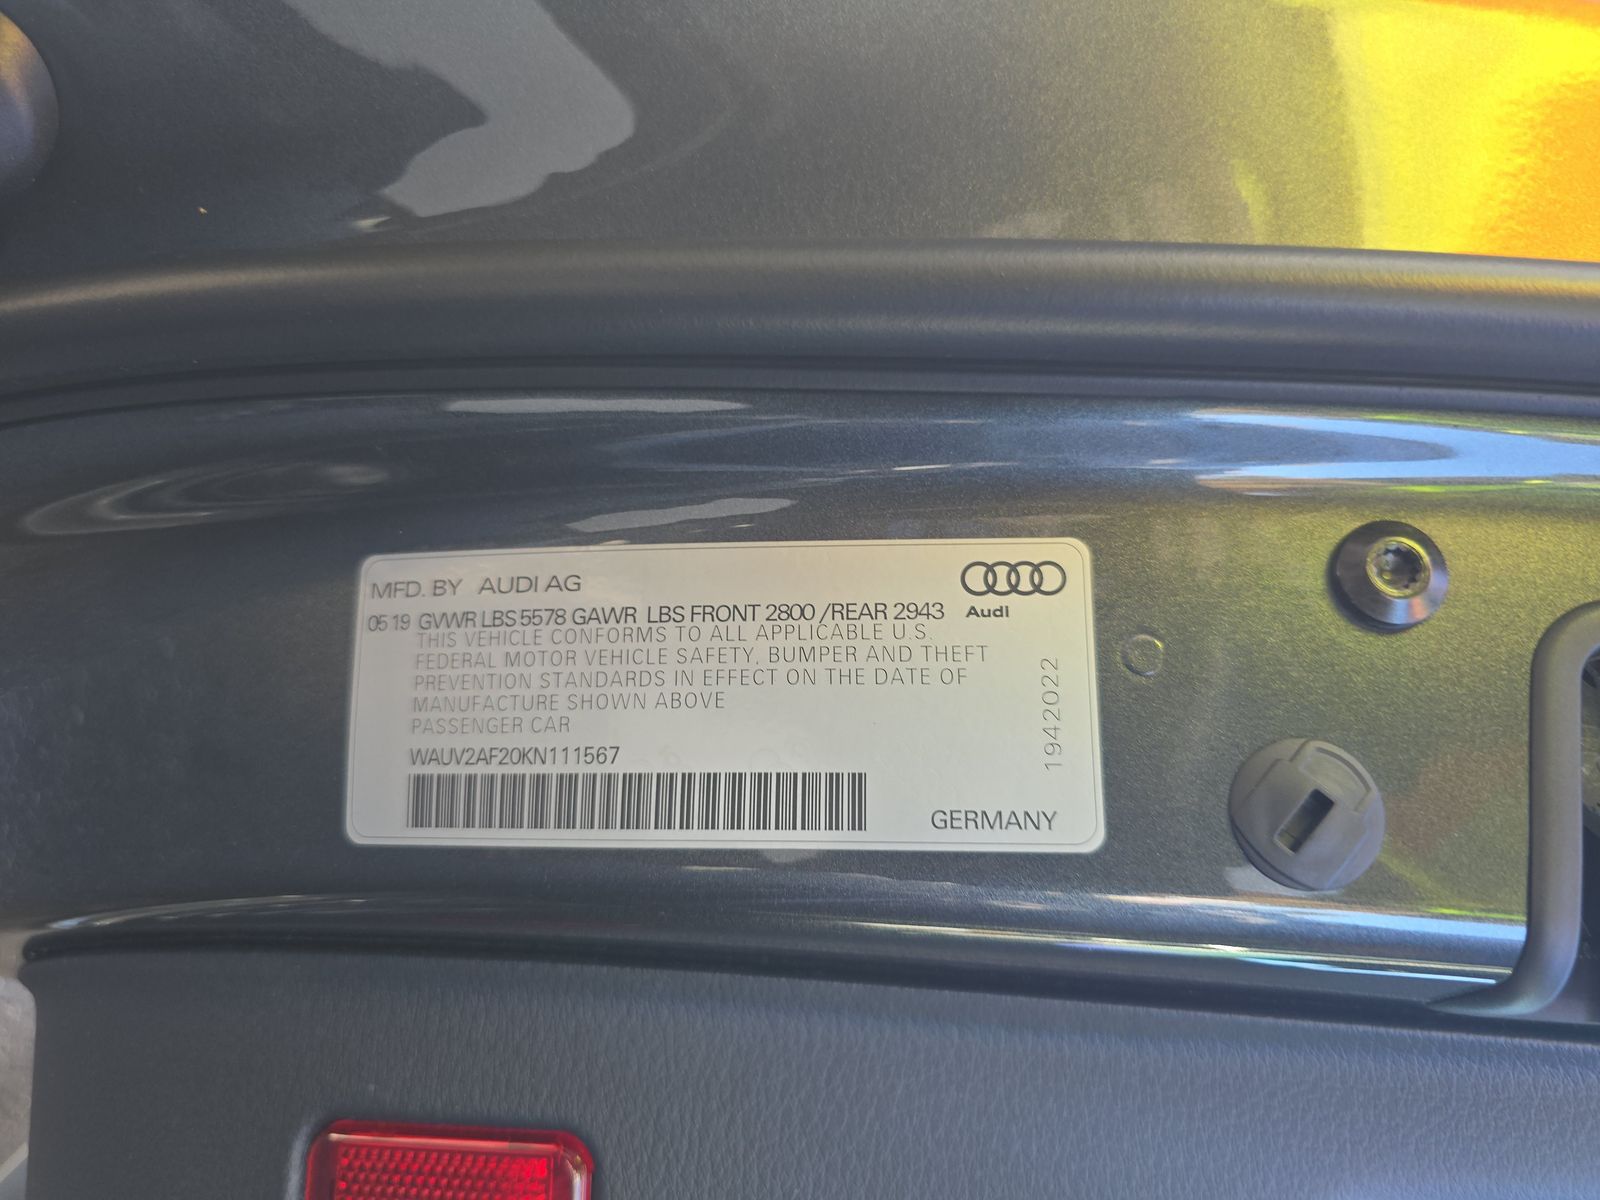 MFD. BY AUDI AG
05 19 GVWR LBS 5578 GAWR LBS FRONT 2800 /REAR 2943
Audi
THIS VEHICLE CONFORMS TO ALL APPLICABLE U.S.
FEDERAL MOTOR VEHICLE SAFETY, BUMPER AND THEFT
PREVENTION STANDARDS IN EFFECT ON THE DATE OF
MANUFACTURE SHOWN ABOVE
PASSENGER CAR
WAUV2AF20KN111567
1942022
GERMANY